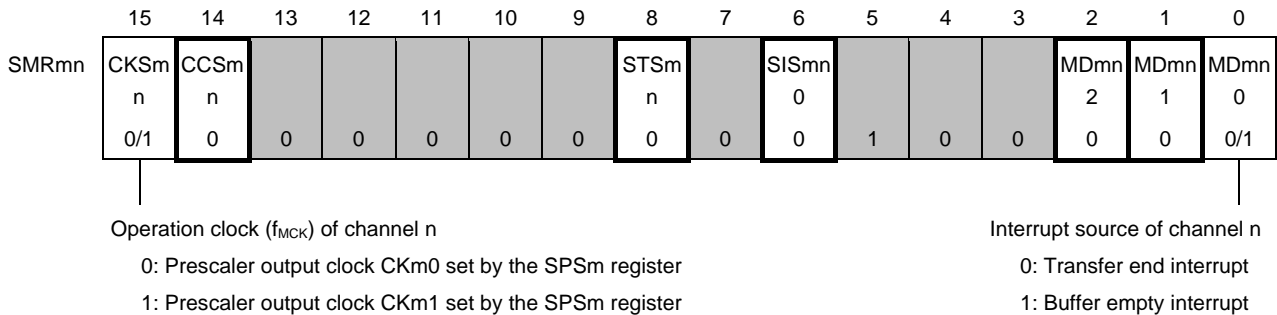 15 14 13 12 11 10 9 8 7 6 5 4 3 2 1 0
SMRmn CKSm CCSm STSm SISmn MDmn MDmn MDmn
n n n 0 2 1 0
0/1 0 0 0 0 0 0 0 0 0 1 0 0 0 0 0/1
Operation clock (fMCK) of channel n Interrupt source of channel n
0: Prescaler output clock CKm0 set by the SPSm register 0: Transfer end interrupt
1: Prescaler output clock CKm1 set by the SPSm register 1: Buffer empty interrupt